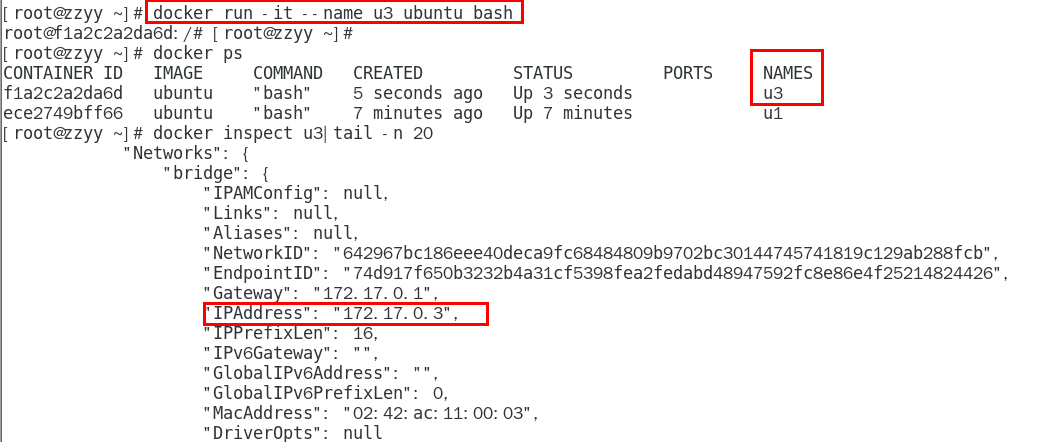 [root@zzyy ~]# docker run -it --name u3 ubuntu bash
root@f1a2c2a2da6d:/# [root@zzyy ~]#
[root@zzyy ~]# docker ps
CONTAINER ID   IMAGE     COMMAND   CREATED         STATUS         PORTS     NAMES
f1a2c2a2da6d   ubuntu    "bash"    5 seconds ago   Up 3 seconds             u3
ece2749bff66   ubuntu    "bash"    7 minutes ago   Up 7 minutes             u1
[root@zzyy ~]# docker inspect u3|tail -n 20
            "Networks": {
                "bridge": {
                    "IPAMConfig": null,
                    "Links": null,
                    "Aliases": null,
                    "NetworkID": "642967bc186eee40deca9fc68484809b9702bc30144745741819c129ab288fcb",
                    "EndpointID": "74d917f650b3232b4a31cf5398fea2fedabd48947592fc8e86e4f25214824426",
                    "Gateway": "172.17.0.1",
                    "IPAddress": "172.17.0.3",
                    "IPPrefixLen": 16,
                    "IPv6Gateway": "",
                    "GlobalIPv6Address": "",
                    "GlobalIPv6PrefixLen": 0,
                    "MacAddress": "02:42:ac:11:00:03",
                    "DriverOpts": null